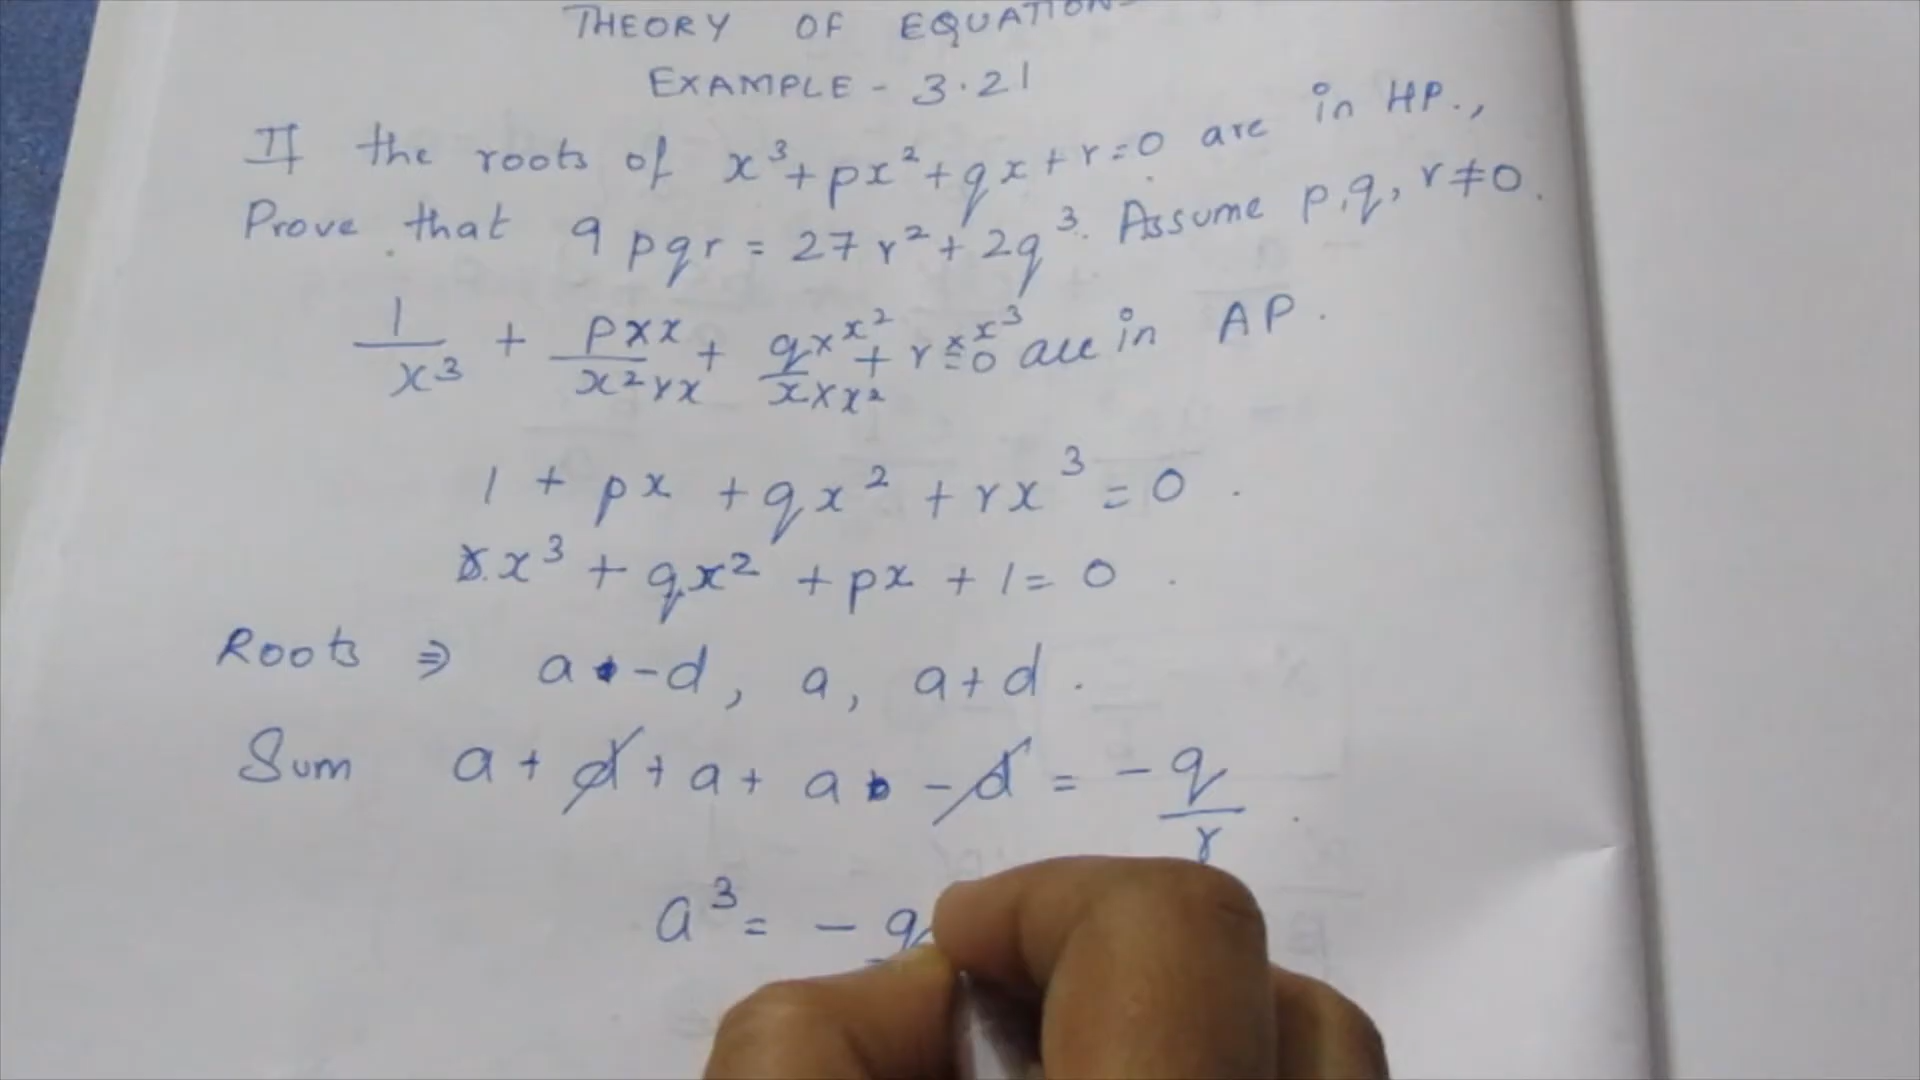 THEORY OF EQUATION
EXAMPLE - 3.21
If the roots of x³+px²+qx+r=0 are in HP.,
Prove that 9pqr = 27r²+2q³. Assume p,q, r≠0.
1/x³ + p×x/x²×x + q×x²/x×x² + r×x³=0 are in AP.
1 + px + qx² + rx³ = 0.
rx³ + qx² + px + 1 = 0.
Roots ⇒ a-d, a, a+d.
Sum a + d + a + a - d = -q/r.
a³ = - q